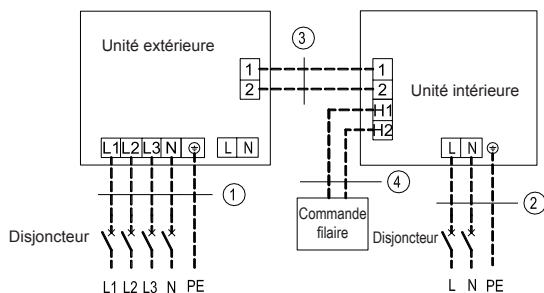 Unité extérieure
1
2
L1 L2 L3 N ⏚ L N
3
1
2
H1
H2
Unité intérieure
L N ⏚
1
4
2
Commande
filaire
Disjoncteur
Disjoncteur
L1 L2 L3 N PE
L N PE